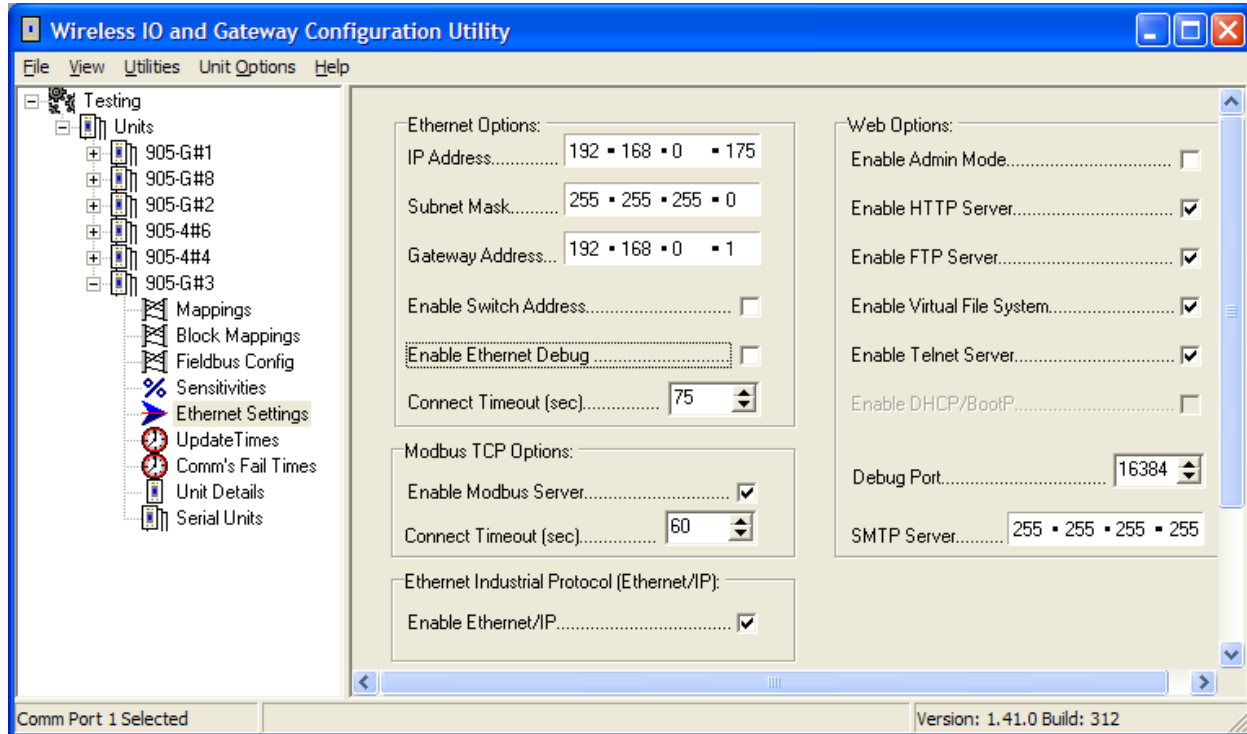 Wireless IO and Gateway Configuration Utility
File View Utilities Unit Options Help
Testing
Units
905-G#1
905-G#8
905-G#2
905-4#6
905-4#4
905-G#3
Mappings
Block Mappings
Fieldbus Config
Sensitivities
Ethernet Settings
UpdateTimes
Comm's Fail Times
Unit Details
Serial Units
Ethernet Options:
IP Address............. 192 . 168 . 0 . 175
Subnet Mask.......... 255 . 255 . 255 . 0
Gateway Address... 192 . 168 . 0 . 1
Enable Switch Address..............................
Enable Ethernet Debug ..............................
Connect Timeout (sec)................ 75
Modbus TCP Options:
Enable Modbus Server..............................
Connect Timeout (sec)................ 60
Ethernet Industrial Protocol (Ethernet/IP):
Enable Ethernet/IP...................................
Web Options:
Enable Admin Mode..................................
Enable HTTP Server.................................
Enable FTP Server....................................
Enable Virtual File System.........................
Enable Telnet Server.................................
Enable DHCP/BootP.................................
Debug Port.................................. 16384
SMTP Server.......... 255 . 255 . 255 . 255
Comm Port 1 Selected
Version: 1.41.0 Build: 312